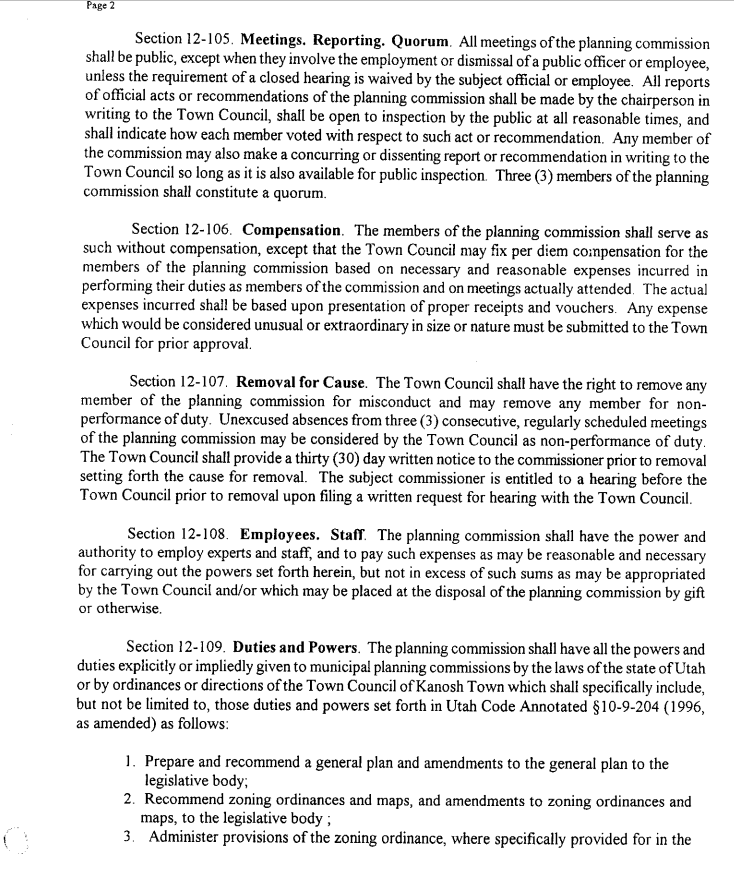 Page 2
Section 12-105. Meetings. Reporting. Quorum. All meetings of the planning commission
shall be public, except when they involve the employment or dismissal of a public officer or employee,
unless the requirement of a closed hearing is waived by the subject official or employee. All reports
of official acts or recommendations of the planning commission shall be made by the chairperson in
writing to the Town Council, shall be open to inspection by the public at all reasonable times, and
shall indicate how each member voted with respect to such act or recommendation. Any member of
the commission may also make a concurring or dissenting report or recommendation in writing to the
Town Council so long as it is also available for public inspection. Three (3) members of the planning
commission shall constitute a quorum.
Section 12-106. Compensation. The members of the planning commission shall serve as
such without compensation, except that the Town Council may fix per diem compensation for the
members of the planning commission based on necessary and reasonable expenses incurred in
performing their duties as members of the commission and on meetings actually attended. The actual
expenses incurred shall be based upon presentation of proper receipts and vouchers. Any expense
which would be considered unusual or extraordinary in size or nature must be submitted to the Town
Council for prior approval.
Section 12-107. Removal for Cause. The Town Council shall have the right to remove any
member of the planning commission for misconduct and may remove any member for non-
performance of duty. Unexcused absences from three (3) consecutive, regularly scheduled meetings
of the planning commission may be considered by the Town Council as non-performance of duty.
The Town Council shall provide a thirty (30) day written notice to the commissioner prior to removal
setting forth the cause for removal. The subject commissioner is entitled to a hearing before the
Town Council prior to removal upon filing a written request for hearing with the Town Council.
Section 12-108. Employees. Staff. The planning commission shall have the power and
authority to employ experts and staff, and to pay such expenses as may be reasonable and necessary
for carrying out the powers set forth herein, but not in excess of such sums as may be appropriated
by the Town Council and/or which may be placed at the disposal of the planning commission by gift
or otherwise.
Section 12-109. Duties and Powers. The planning commission shall have all the powers and
duties explicitly or impliedly given to municipal planning commissions by the laws of the state of Utah
or by ordinances or directions of the Town Council of Kanosh Town which shall specifically include,
but not be limited to, those duties and powers set forth in Utah Code Annotated §10-9-204 (1996,
as amended) as follows:
1. Prepare and recommend a general plan and amendments to the general plan to the
legislative body;
2. Recommend zoning ordinances and maps, and amendments to zoning ordinances and
maps, to the legislative body ;
3. Administer provisions of the zoning ordinance, where specifically provided for in the